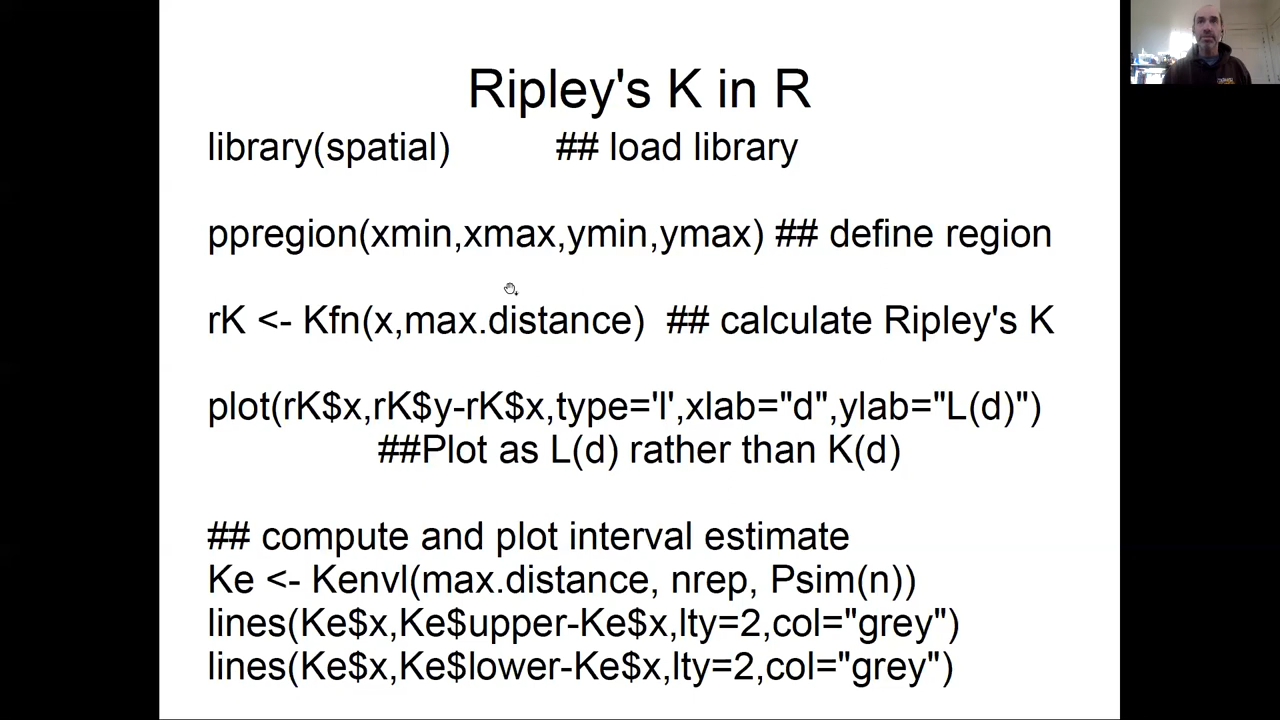 Ripley's K in R
library(spatial) ## load library
ppregion(xmin,xmax,ymin,ymax) ## define region
rK <- Kfn(x,max.distance) ## calculate Ripley's K
plot(rK$x,rK$y-rK$x,type='l',xlab="d",ylab="L(d)")
##Plot as L(d) rather than K(d)
## compute and plot interval estimate
Ke <- Kenvl(max.distance, nrep, Psim(n))
lines(Ke$x,Ke$upper-Ke$x,lty=2,col="grey")
lines(Ke$x,Ke$lower-Ke$x,lty=2,col="grey")